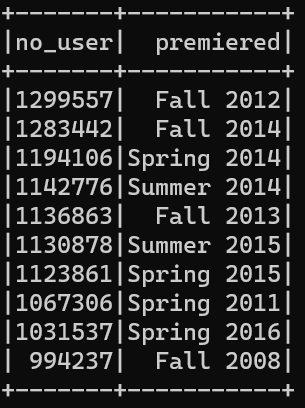 +-------+-----------+
|no_user|  premiered|
+-------+-----------+
|1299557|  Fall 2012|
|1283442|  Fall 2014|
|1194106|Spring 2014|
|1142776|Summer 2014|
|1136863|  Fall 2013|
|1130878|Summer 2015|
|1123861|Spring 2015|
|1067306|Spring 2011|
|1031537|Spring 2016|
| 994237|  Fall 2008|
+-------+-----------+